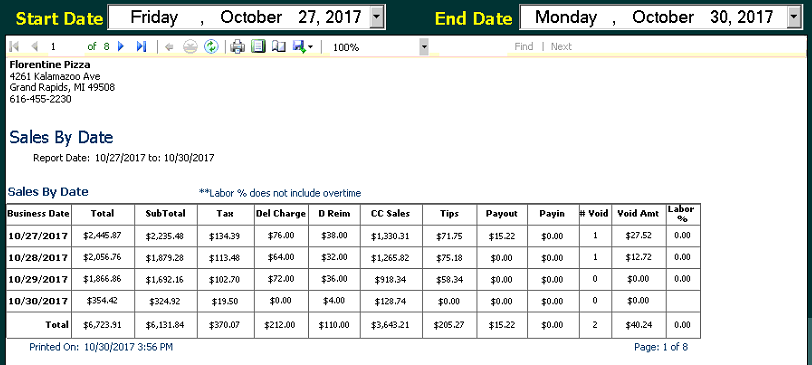 Start Date Friday , October 27, 2017 End Date Monday , October 30, 2017
1 of 8 100% Find | Next
Florentine Pizza
4261 Kalamazoo Ave
Grand Rapids, MI 49508
616-455-2230
Sales By Date
Report Date: 10/27/2017 to: 10/30/2017
Sales By Date **Labor % does not include overtime
Business Date Total SubTotal Tax Del Charge D Reim CC Sales Tips Payout Payin # Void Void Amt Labor %
10/27/2017 $2,445.87 $2,235.48 $134.39 $76.00 $38.00 $1,330.31 $71.75 $15.22 $0.00 1 $27.52 0.00
10/28/2017 $2,056.76 $1,879.28 $113.48 $64.00 $32.00 $1,265.82 $75.18 $0.00 $0.00 1 $12.72 0.00
10/29/2017 $1,866.86 $1,692.16 $102.70 $72.00 $36.00 $918.34 $58.34 $0.00 $0.00 0 $0.00 0.00
10/30/2017 $354.42 $324.92 $19.50 $0.00 $4.00 $128.74 $0.00 $0.00 $0.00 0 $0.00
Total $6,723.91 $6,131.84 $370.07 $212.00 $110.00 $3,643.21 $205.27 $15.22 $0.00 2 $40.24 0.00
Printed On: 10/30/2017 3:56 PM Page: 1 of 8